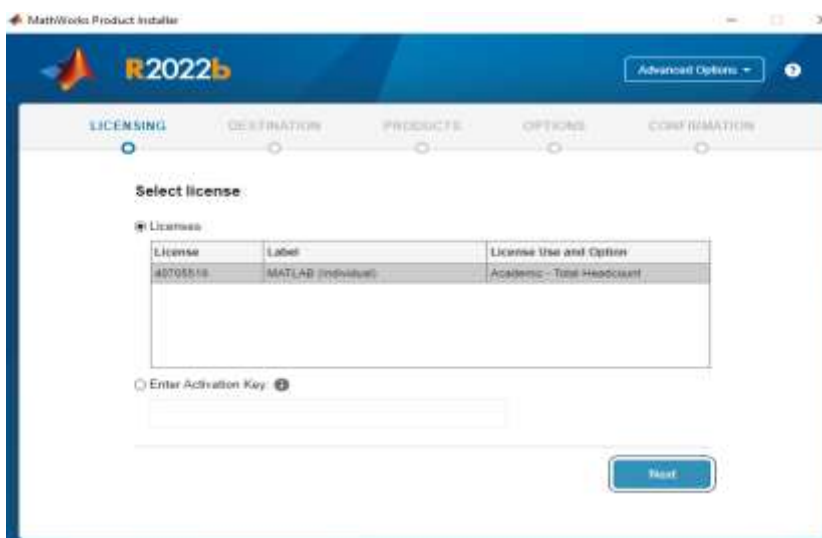 MathWorks Product Installer
R2022b
Advanced Options
LICENSING DESTINATION PRODUCTS OPTIONS CONFIRMATION
Select license
Licenses
License Label License Use and Option
40705516 MATLAB (Individual) Academic - Total Headcount
Enter Activation Key:
Next